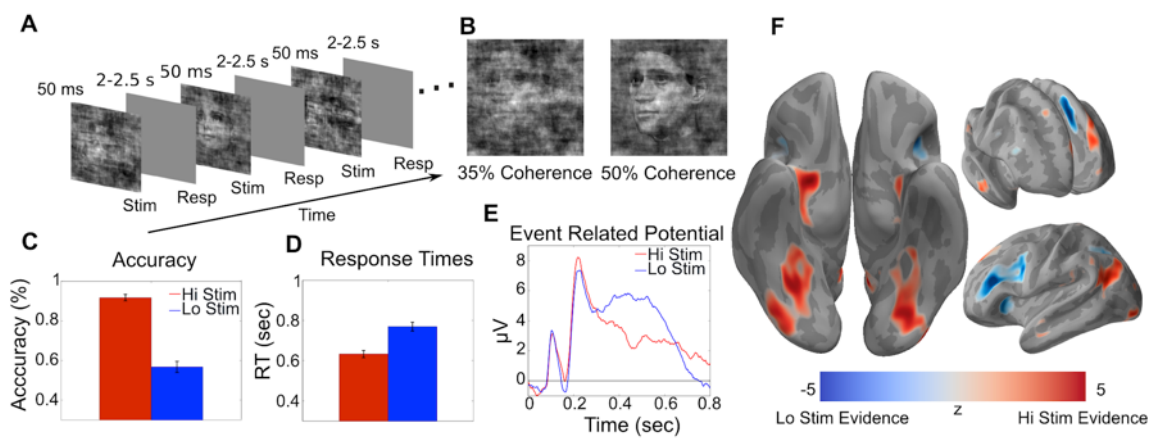 A
50 ms
2-2.5 s
50 ms
2-2.5 s
50 ms
2-2.5 s
Stim
Resp
Stim
Resp
Stim
Resp
Time
B
35% Coherence
50% Coherence
C
Accuracy
Acccuracy (%)
1
0.8
0.6
0.4
Hi Stim
Lo Stim
D
Response Times
RT (sec)
1
0.8
0.6
0.4
E
Event Related Potential
Hi Stim
Lo Stim
µV
8
6
4
2
0
0
0.2
0.4
0.6
0.8
Time (sec)
F
-5
5
Lo Stim Evidence
z
Hi Stim Evidence